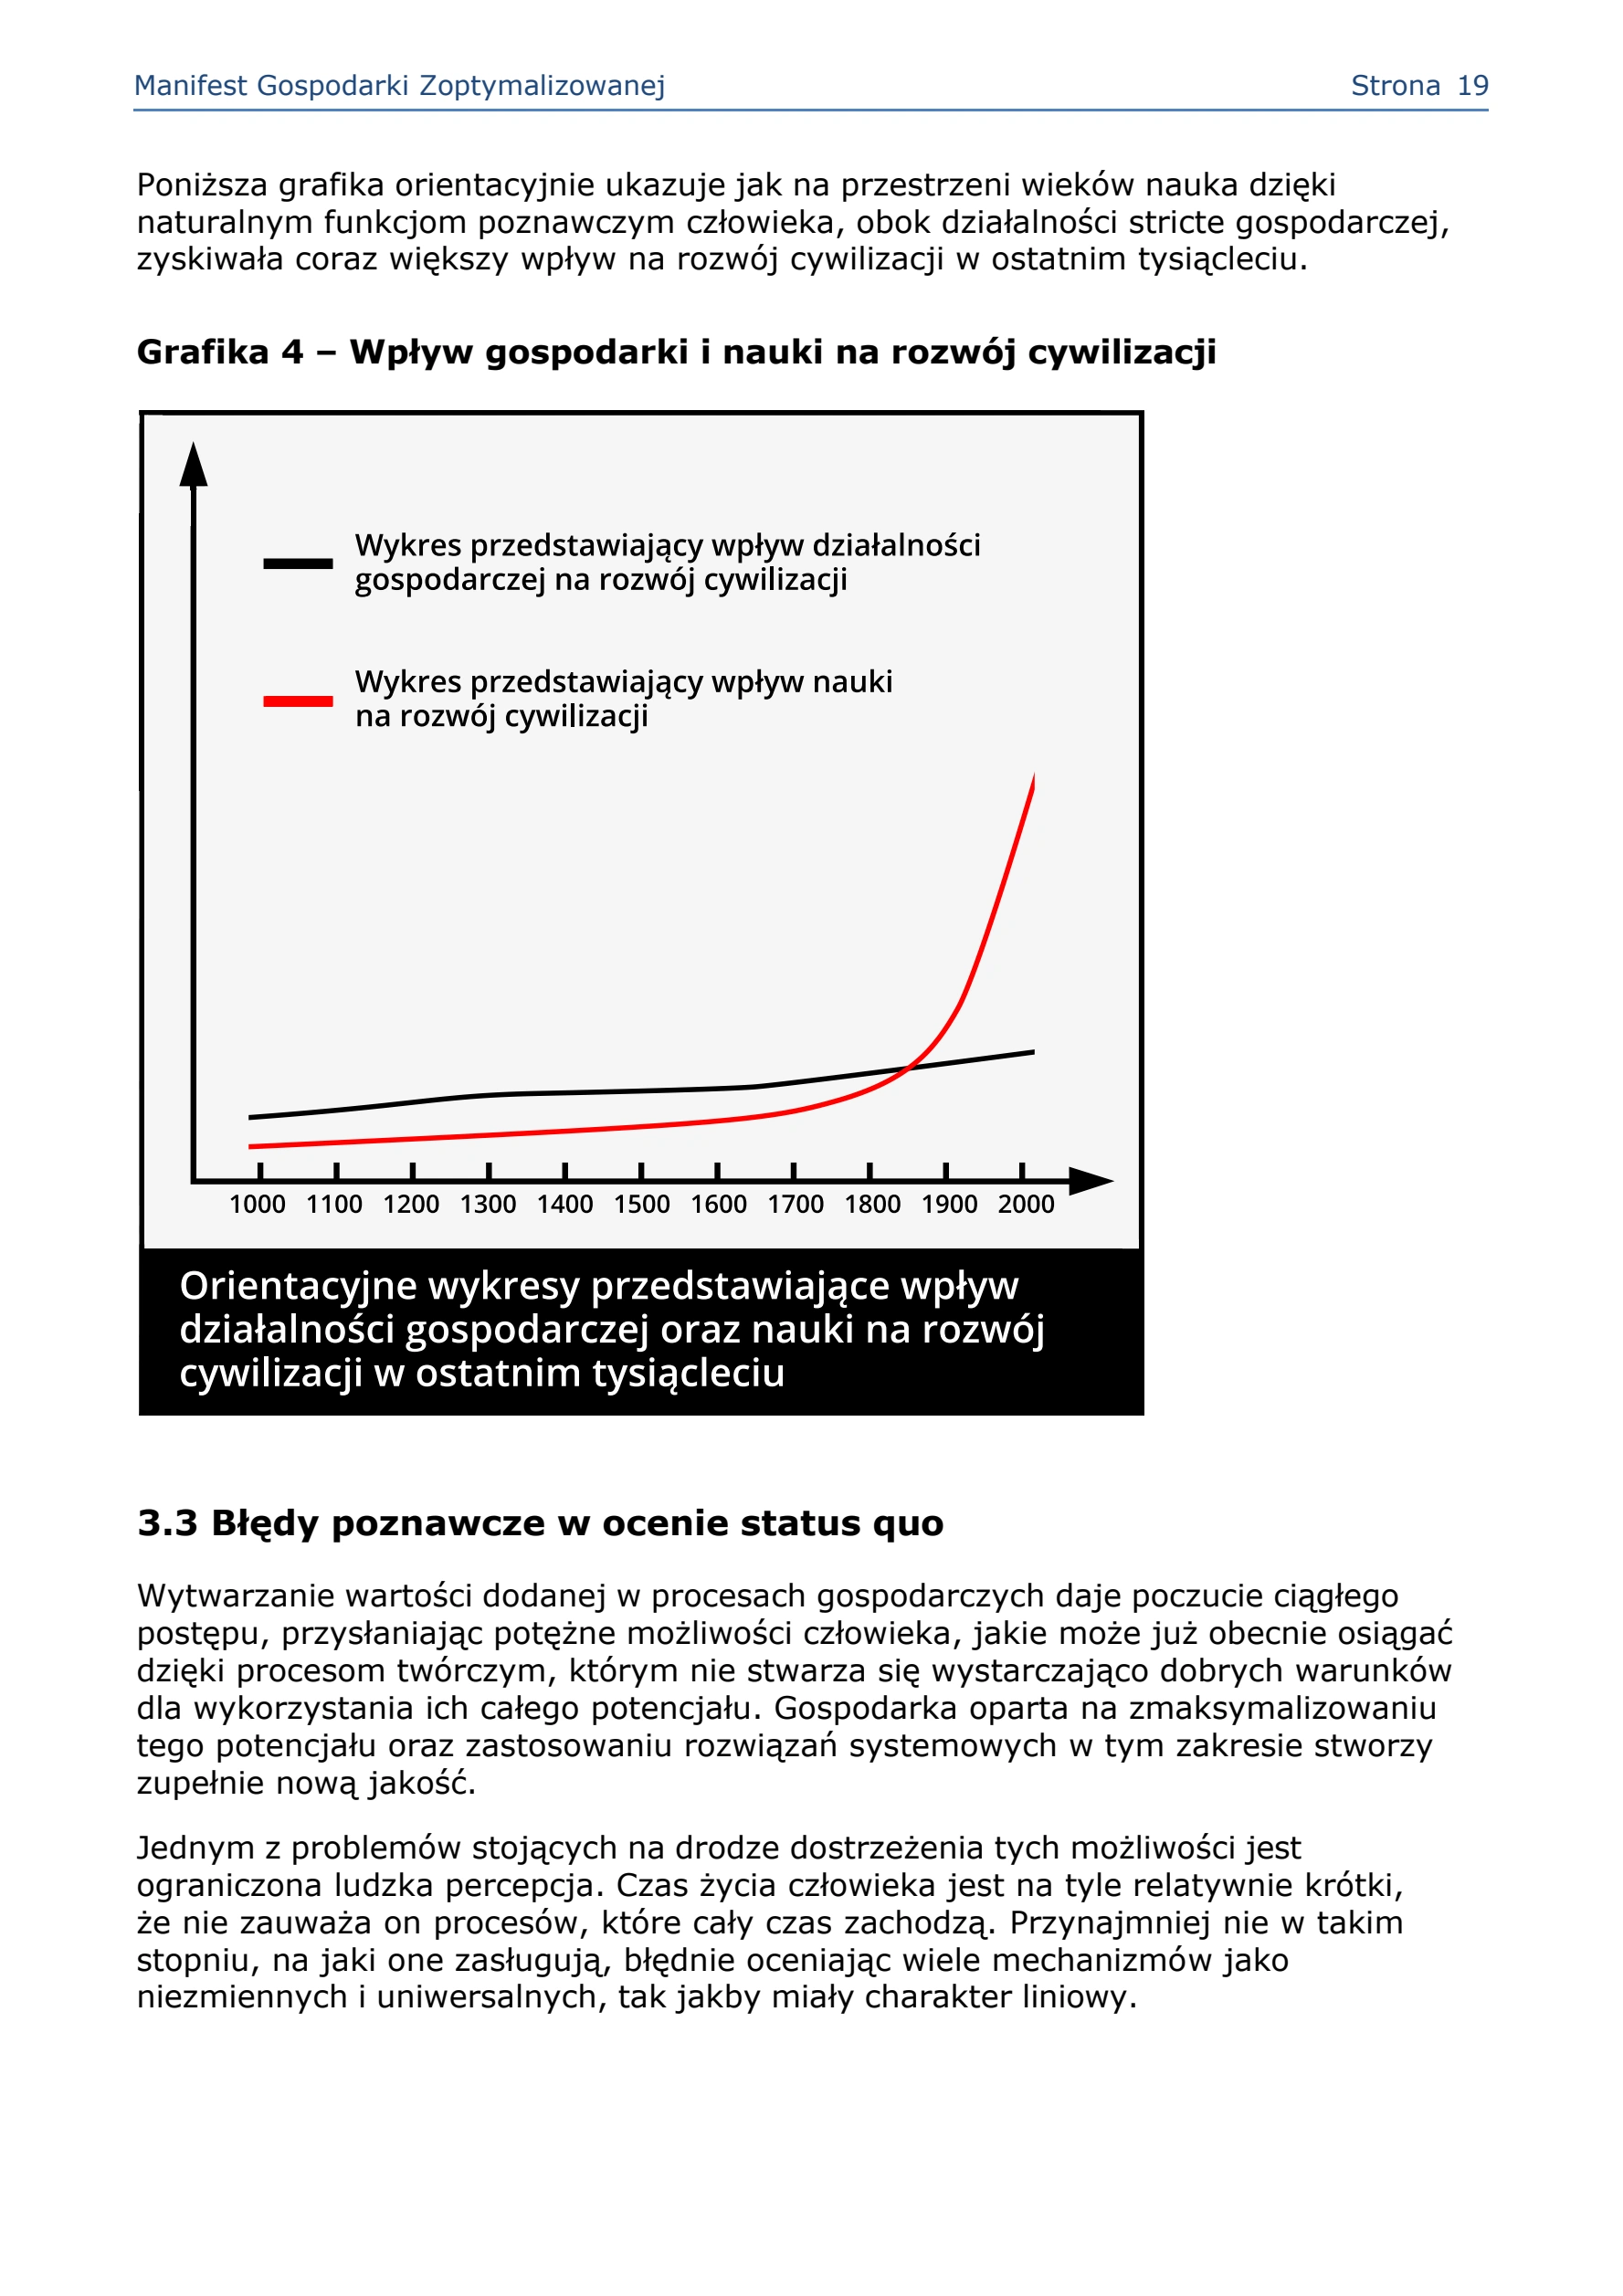 Manifest Gospodarki Zoptymalizowanej Strona 19
Poniższa grafika orientacyjnie ukazuje jak na przestrzeni wieków nauka dzięki
naturalnym funkcjom poznawczym człowieka, obok działalności stricte gospodarczej,
zyskiwała coraz większy wpływ na rozwój cywilizacji w ostatnim tysiącleciu.
Grafika 4 – Wpływ gospodarki i nauki na rozwój cywilizacji
Wykres przedstawiający wpływ działalności
gospodarczej na rozwój cywilizacji
Wykres przedstawiający wpływ nauki
na rozwój cywilizacji
1000 1100 1200 1300 1400 1500 1600 1700 1800 1900 2000
Orientacyjne wykresy przedstawiające wpływ
działalności gospodarczej oraz nauki na rozwój
cywilizacji w ostatnim tysiącleciu
3.3 Błędy poznawcze w ocenie status quo
Wytwarzanie wartości dodanej w procesach gospodarczych daje poczucie ciągłego
postępu, przysłaniając potężne możliwości człowieka, jakie może już obecnie osiągać
dzięki procesom twórczym, którym nie stwarza się wystarczająco dobrych warunków
dla wykorzystania ich całego potencjału. Gospodarka oparta na zmaksymalizowaniu
tego potencjału oraz zastosowaniu rozwiązań systemowych w tym zakresie stworzy
zupełnie nową jakość.
Jednym z problemów stojących na drodze dostrzeżenia tych możliwości jest
ograniczona ludzka percepcja. Czas życia człowieka jest na tyle relatywnie krótki,
że nie zauważa on procesów, które cały czas zachodzą. Przynajmniej nie w takim
stopniu, na jaki one zasługują, błędnie oceniając wiele mechanizmów jako
niezmiennych i uniwersalnych, tak jakby miały charakter liniowy.